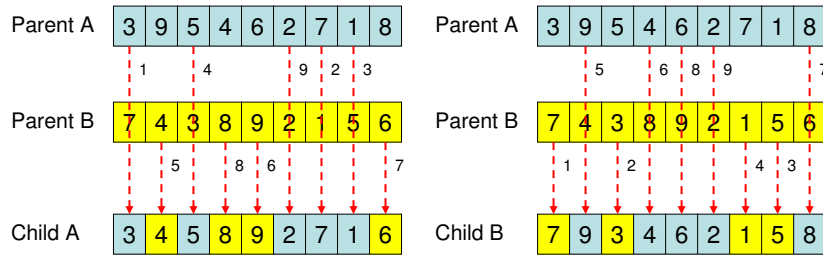 Parent A 3 9 5 4 6 2 7 1 8
1 4 9 2 3
Parent B 7 4 3 8 9 2 1 5 6
5 8 6 7
Child A 3 4 5 8 9 2 7 1 6
Parent A 3 9 5 4 6 2 7 1 8
5 6 8 9 7
Parent B 7 4 3 8 9 2 1 5 6
1 2 4 3
Child B 7 9 3 4 6 2 1 5 8